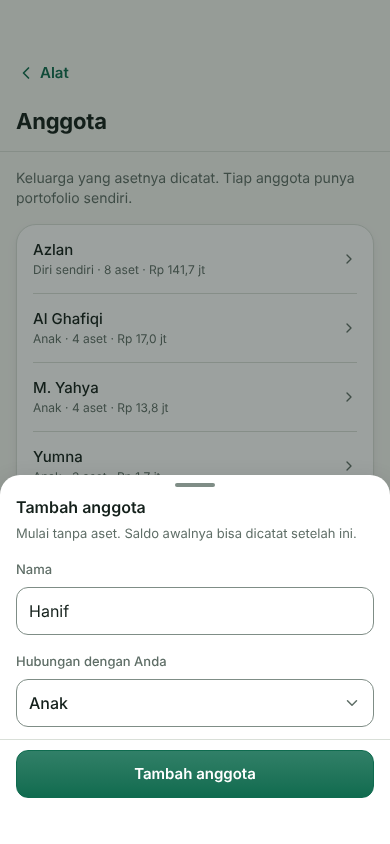 Alat
Anggota
Keluarga yang asetnya dicatat. Tiap anggota punya
portofolio sendiri.
Azlan
Diri sendiri · 8 aset · Rp 141,7 jt
Al Ghafiqi
Anak · 4 aset · Rp 17,0 jt
M. Yahya
Anak · 4 aset · Rp 13,8 jt
Yumna
Tambah anggota
Mulai tanpa aset. Saldo awalnya bisa dicatat setelah ini.
Nama
Hanif
Hubungan dengan Anda
Anak
Tambah anggota